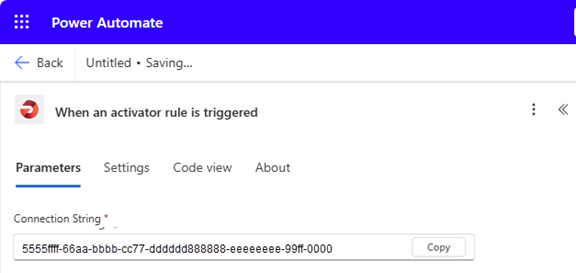 Power Automate
Back Untitled • Saving...
When an activator rule is triggered
Parameters Settings Code view About
Connection String *
5555ffff-66aa-bbbb-cc77-dddddd888888-eeeeeeee-99ff-0000 Copy